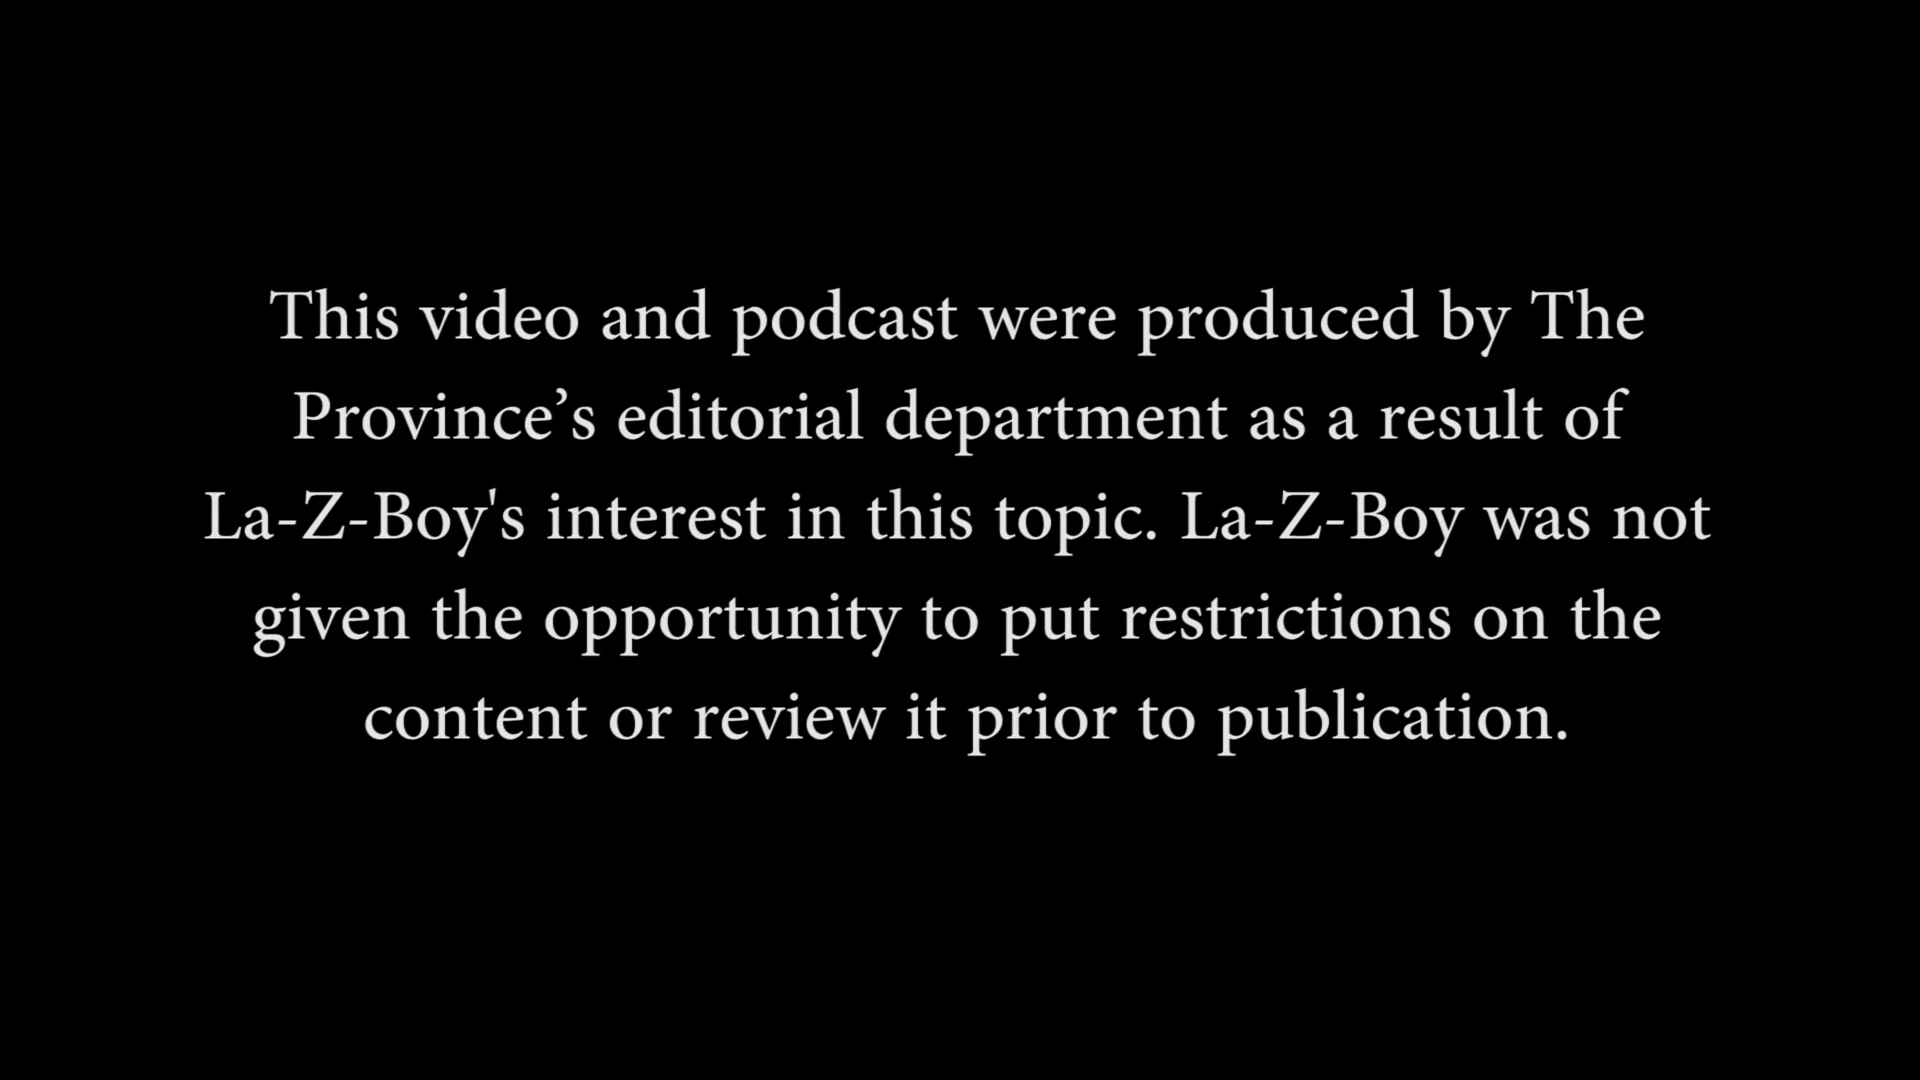 This video and podcast were produced by The
Province’s editorial department as a result of
La-Z-Boy's interest in this topic. La-Z-Boy was not
given the opportunity to put restrictions on the
content or review it prior to publication.